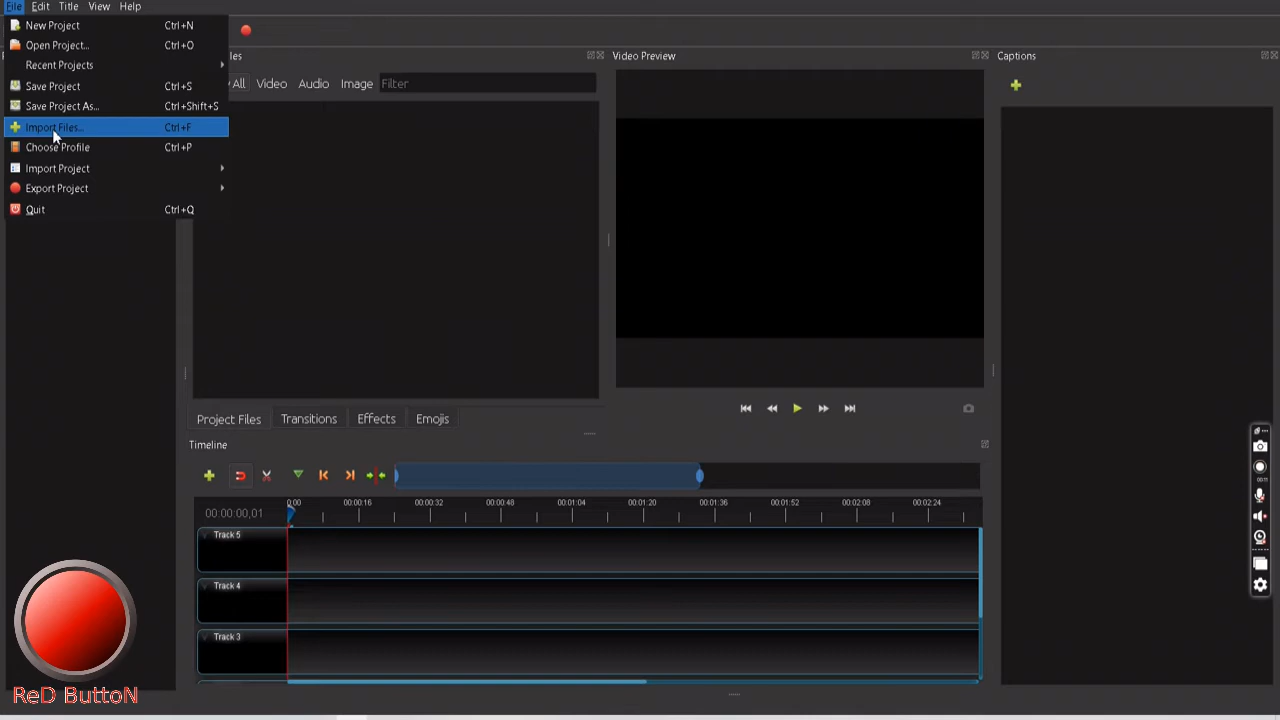 File Edit Title View Help
New Project Ctrl+N
Open Project... Ctrl+O
Recent Projects
Save Project Ctrl+S
Save Project As... Ctrl+Shift+S
Import Files... Ctrl+F
Choose Profile Ctrl+P
Import Project
Export Project
Quit Ctrl+Q
All Video Audio Image Filter
Video Preview
Captions
Project Files Transitions Effects Emojis
Timeline
00:00:00,01
0:00 00:00:16 00:00:32 00:00:48 00:01:04 00:01:20 00:01:36 00:01:52 00:02:08 00:02:24
Track 5
Track 4
Track 3
ReD ButtoN